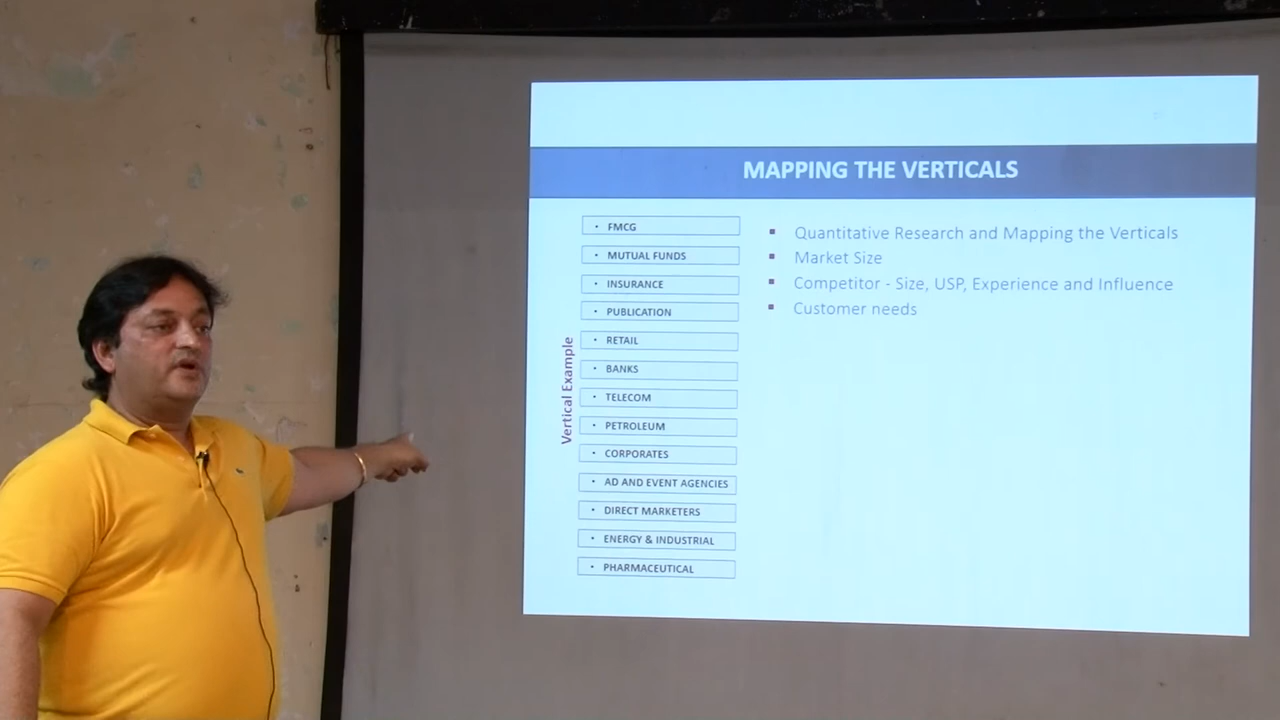 MAPPING THE VERTICALS
Vertical Example
• FMCG
• MUTUAL FUNDS
• INSURANCE
• PUBLICATION
• RETAIL
• BANKS
• TELECOM
• PETROLEUM
• CORPORATES
• AD AND EVENT AGENCIES
• DIRECT MARKETERS
• ENERGY & INDUSTRIAL
• PHARMACEUTICAL
▪ Quantitative Research and Mapping the Verticals
▪ Market Size
▪ Competitor - Size, USP, Experience and Influence
▪ Customer needs